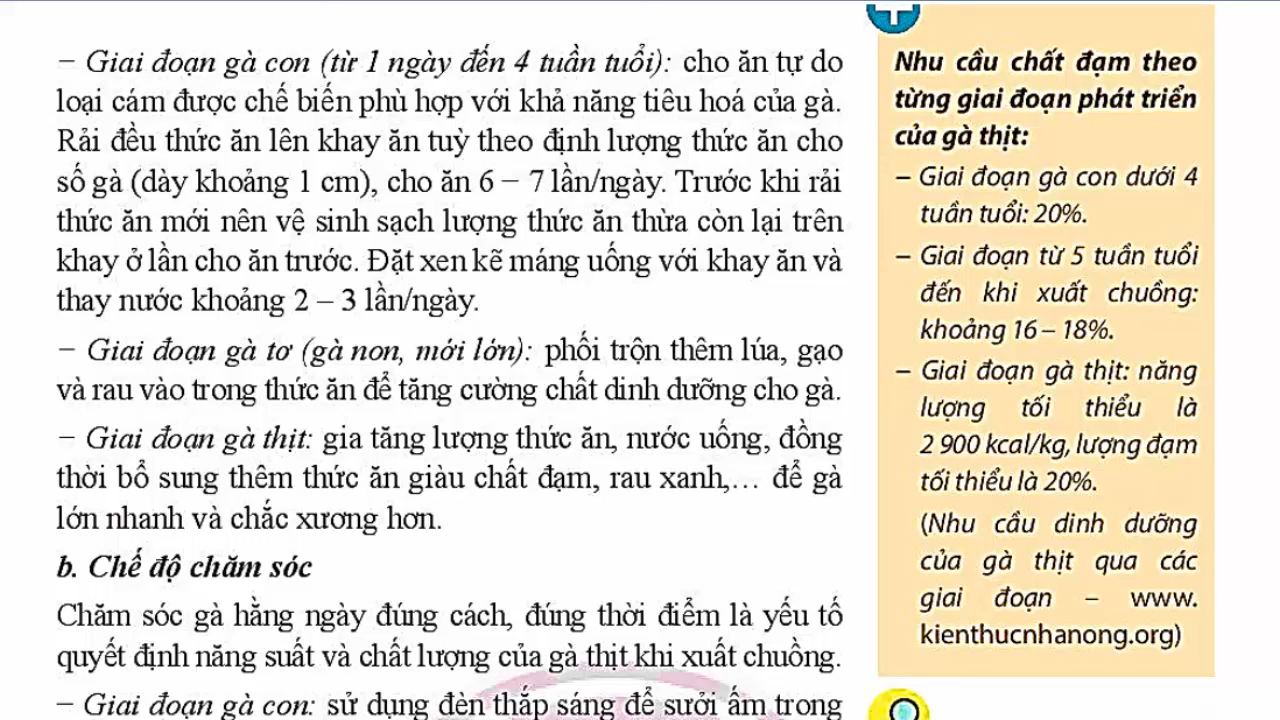 − Giai đoạn gà con (từ 1 ngày đến 4 tuần tuổi): cho ăn tự do
loại cám được chế biến phù hợp với khả năng tiêu hoá của gà.
Rải đều thức ăn lên khay ăn tuỳ theo định lượng thức ăn cho
số gà (dày khoảng 1 cm), cho ăn 6 − 7 lần/ngày. Trước khi rải
thức ăn mới nên vệ sinh sạch lượng thức ăn thừa còn lại trên
khay ở lần cho ăn trước. Đặt xen kẽ máng uống với khay ăn và
thay nước khoảng 2 – 3 lần/ngày.
− Giai đoạn gà tơ (gà non, mới lớn): phối trộn thêm lúa, gạo
và rau vào trong thức ăn để tăng cường chất dinh dưỡng cho gà.
− Giai đoạn gà thịt: gia tăng lượng thức ăn, nước uống, đồng
thời bổ sung thêm thức ăn giàu chất đạm, rau xanh,… để gà
lớn nhanh và chắc xương hơn.
b. Chế độ chăm sóc
Chăm sóc gà hằng ngày đúng cách, đúng thời điểm là yếu tố
quyết định năng suất và chất lượng của gà thịt khi xuất chuồng.
− Giai đoạn gà con: sử dụng đèn thắp sáng để sưởi ấm trong
Nhu cầu chất đạm theo
từng giai đoạn phát triển
của gà thịt:
– Giai đoạn gà con dưới 4
tuần tuổi: 20%.
– Giai đoạn từ 5 tuần tuổi
đến khi xuất chuồng:
khoảng 16 – 18%.
– Giai đoạn gà thịt: năng
lượng tối thiểu là
2 900 kcal/kg, lượng đạm
tối thiểu là 20%.
(Nhu cầu dinh dưỡng
của gà thịt qua các
giai đoạn – www.
kienthucnhanong.org)